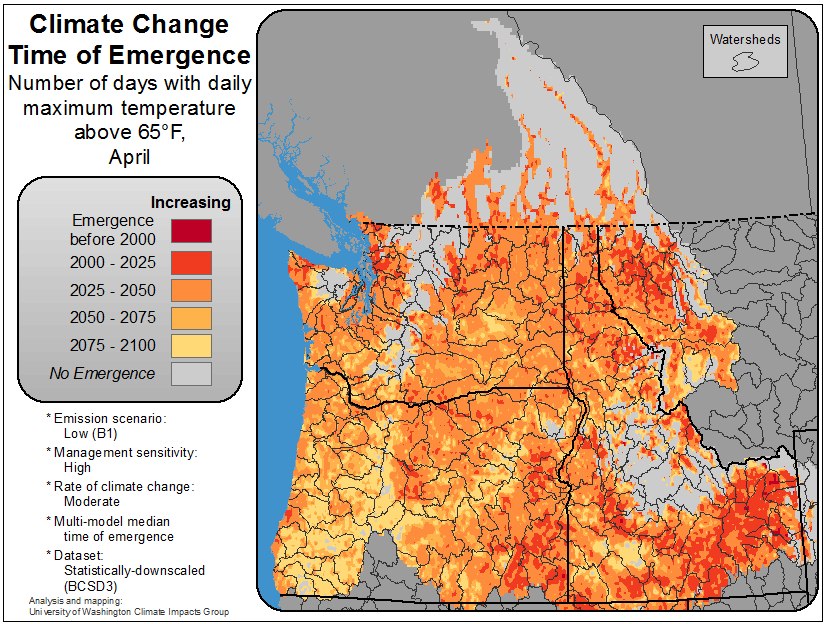 Climate Change
Time of Emergence
Number of days with daily
maximum temperature
above 65°F,
April
Increasing
Emergence
before 2000
2000 - 2025
2025 - 2050
2050 - 2075
2075 - 2100
No Emergence
* Emission scenario:
Low (B1)
* Management sensitivity:
High
* Rate of climate change:
Moderate
* Multi-model median
time of emergence
* Dataset:
Statistically-downscaled
(BCSD3)
Analysis and mapping:
University of Washington Climate Impacts Group
Watersheds